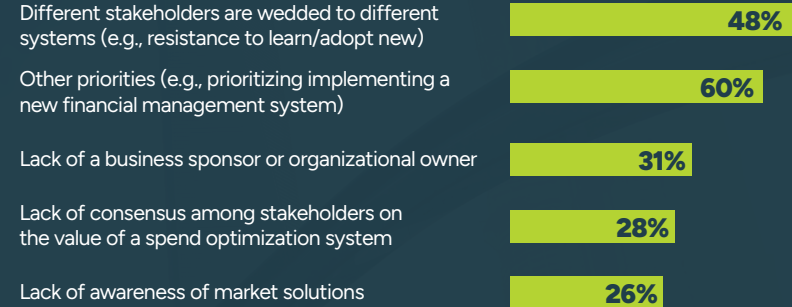 Different stakeholders are wedded to different
systems (e.g., resistance to learn/adopt new)
48%
Other priorities (e.g., prioritizing implementing a
new financial management system)
60%
Lack of a business sponsor or organizational owner
31%
Lack of consensus among stakeholders on
the value of a spend optimization system
28%
Lack of awareness of market solutions
26%